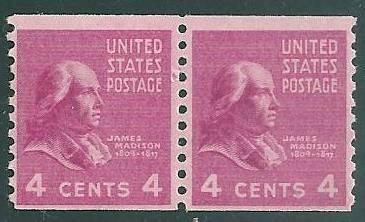 UNITED
STATES
POSTAGE
JAMES
MADISON
1809-1817
4 CENTS 4
UNITED
STATES
POSTAGE
JAMES
MADISON
1809-1817
4 CENTS 4